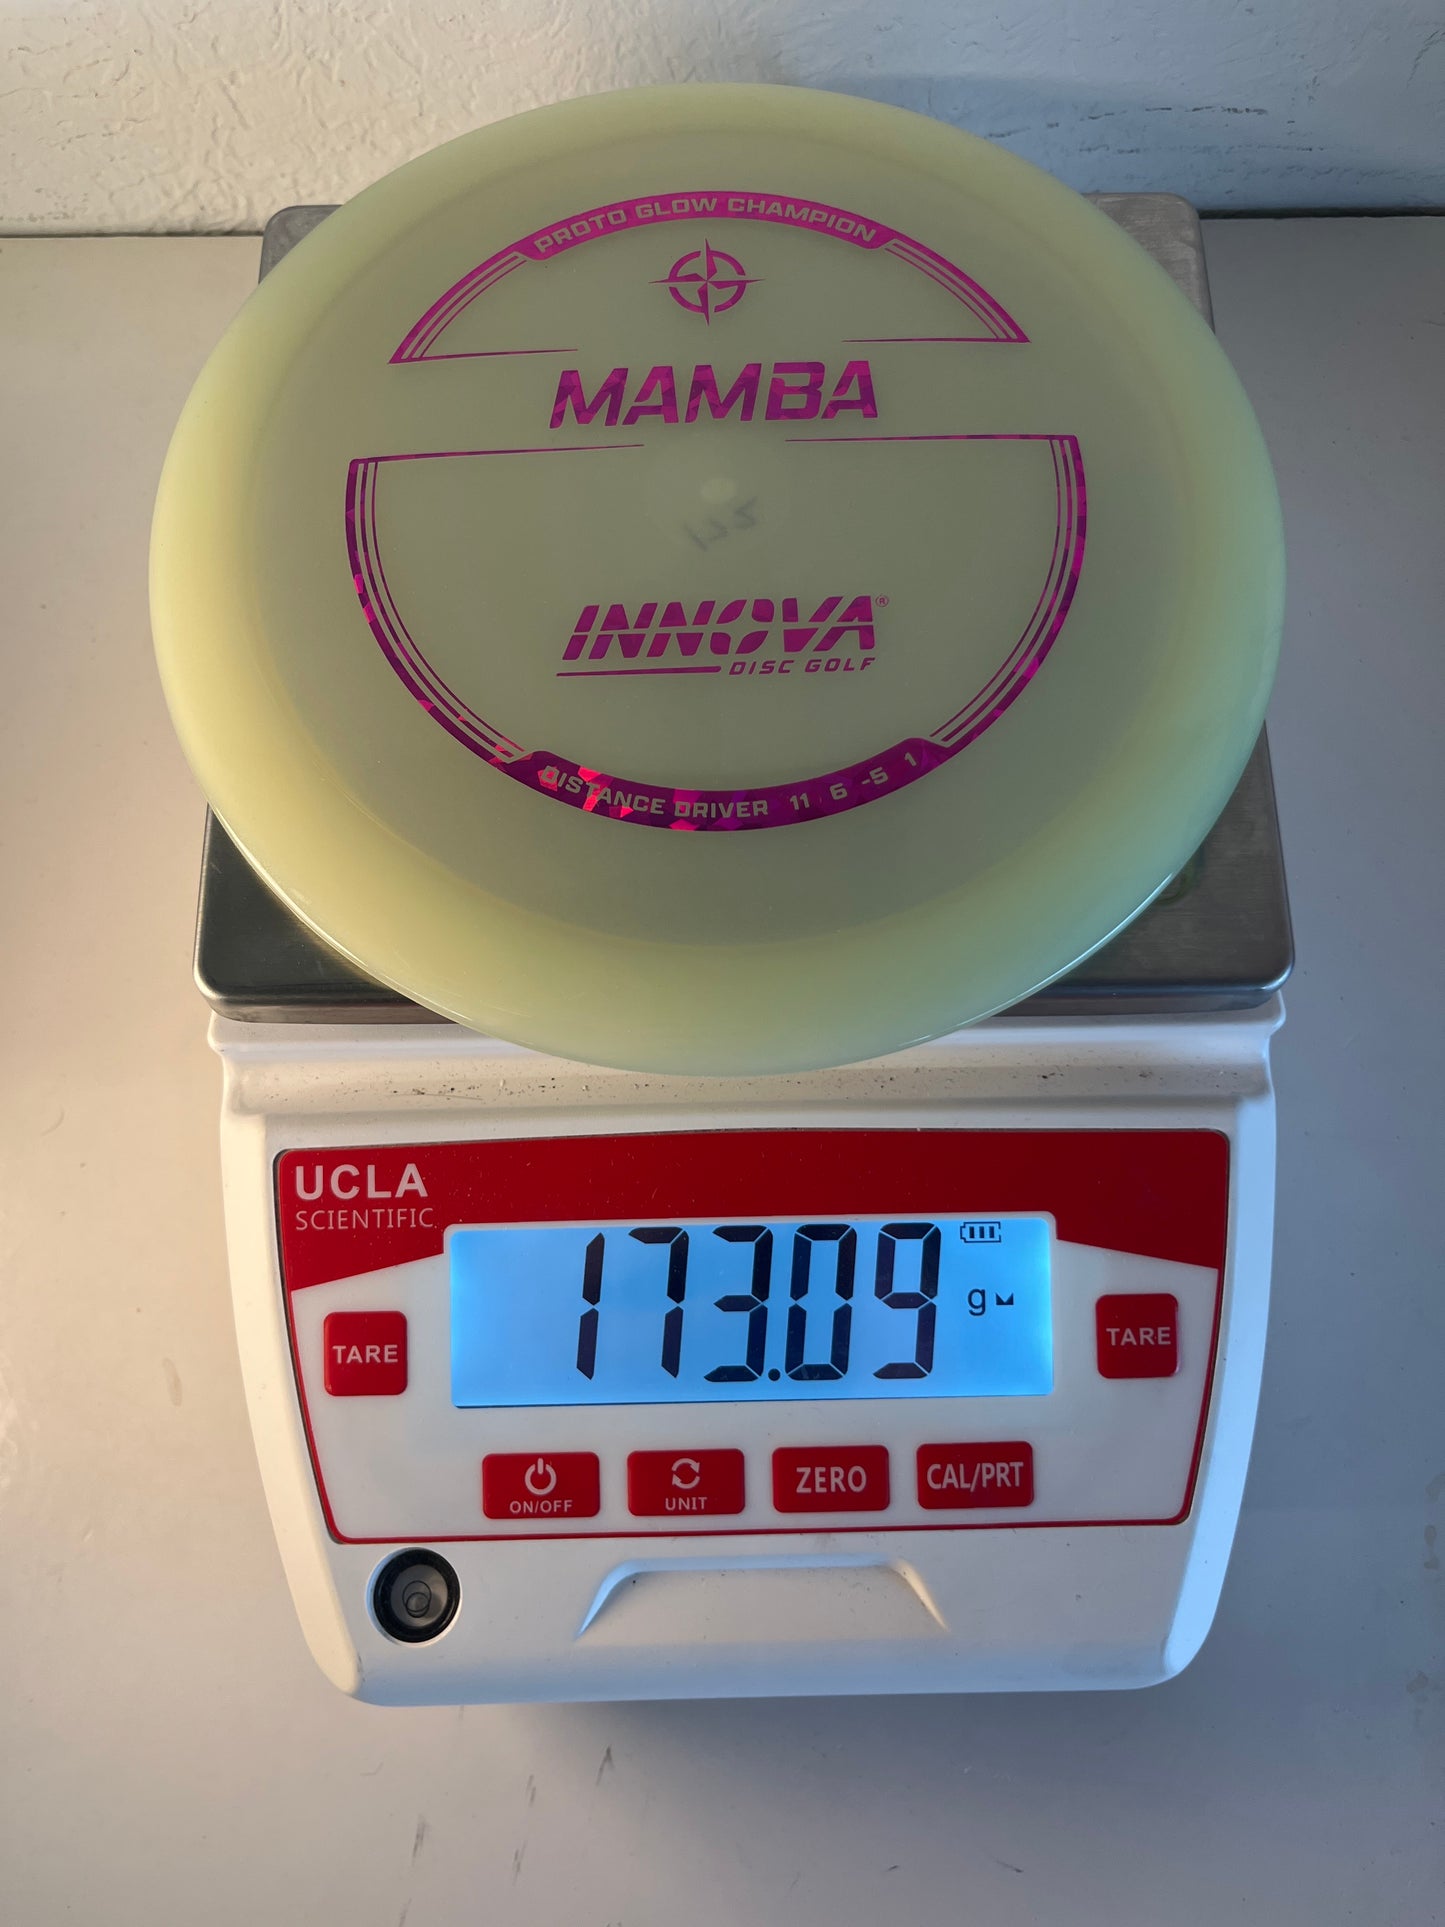 PROTO GLOW CHAMPION
MAMBA
INNOVA®
DISC GOLF
DISTANCE DRIVER 11 6 -5 1
UCLA
SCIENTIFIC
173.09 g
TARE
TARE
ON/OFF
UNIT
ZERO
CAL/PRT